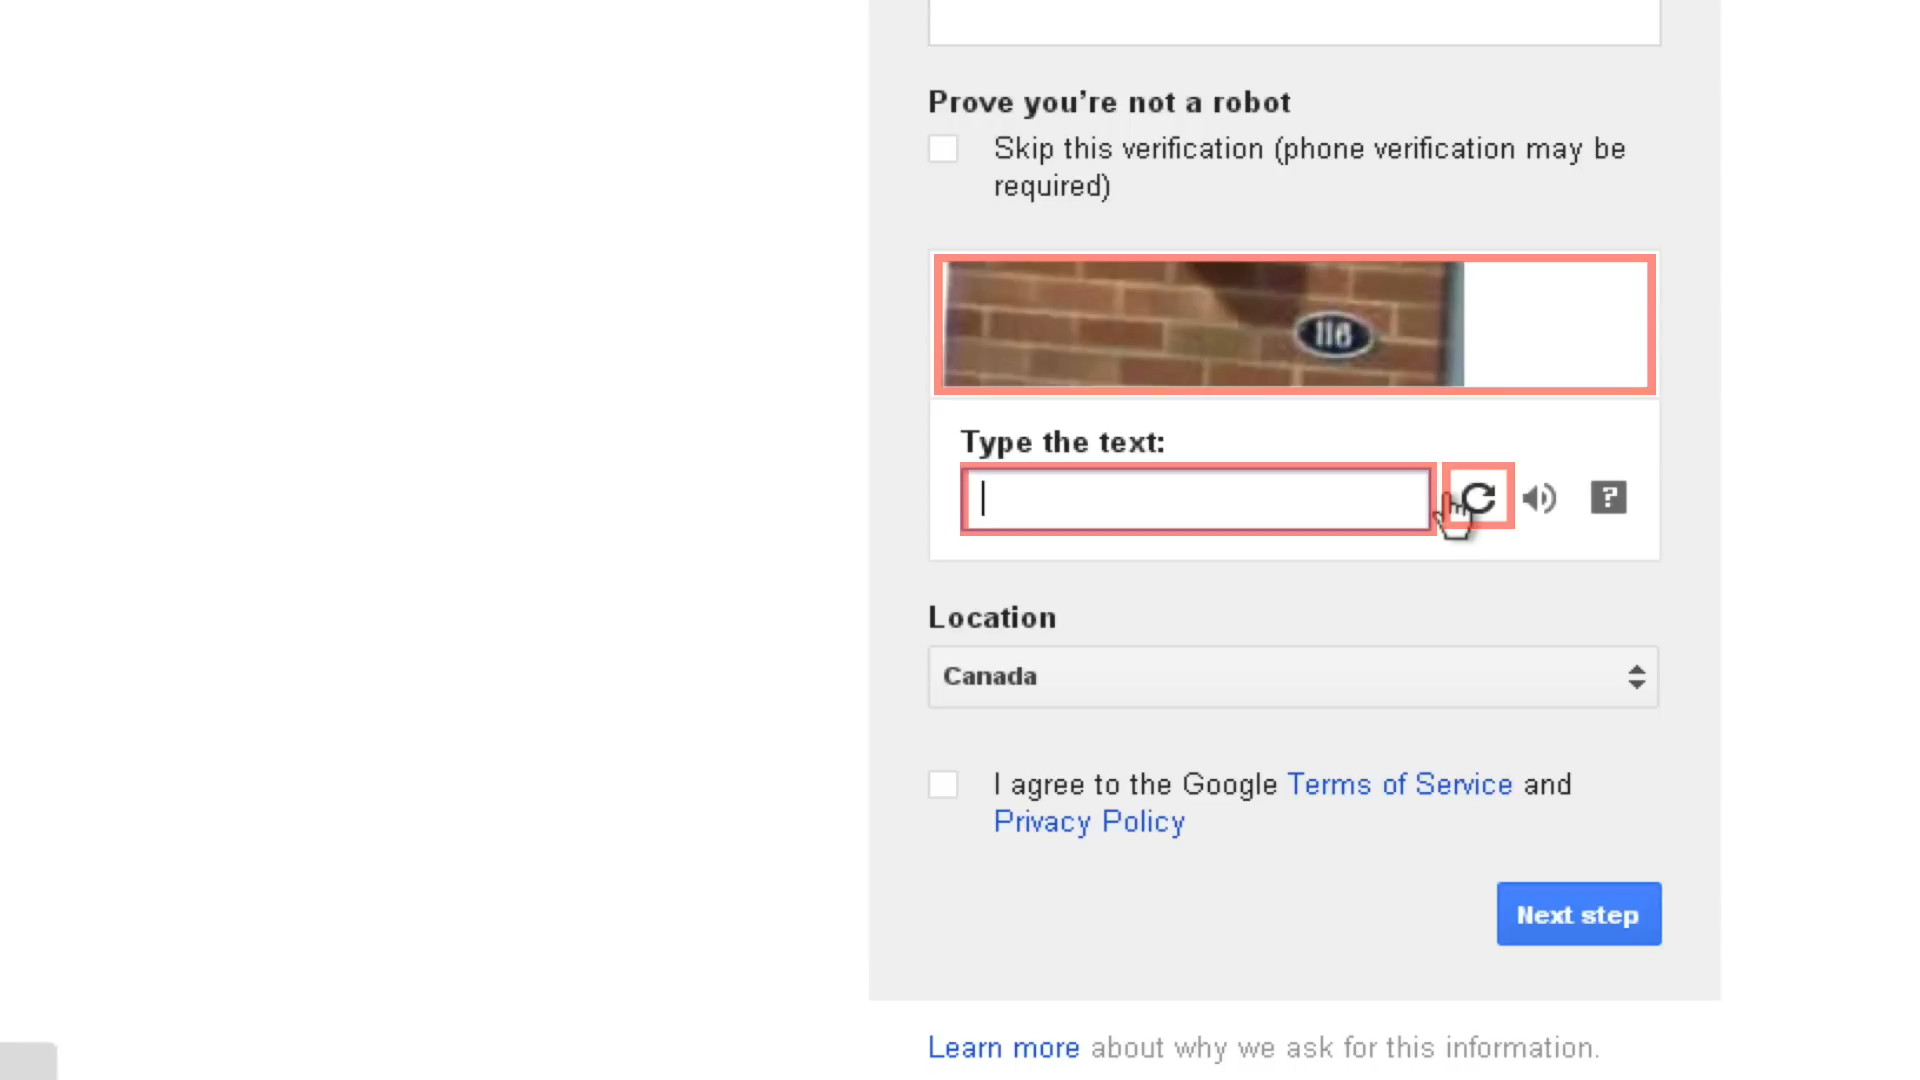 Prove you're not a robot
Skip this verification (phone verification may be
required)
116
Type the text:
?
Location
Canada
I agree to the Google Terms of Service and
Privacy Policy
Next step
Learn more about why we ask for this information.